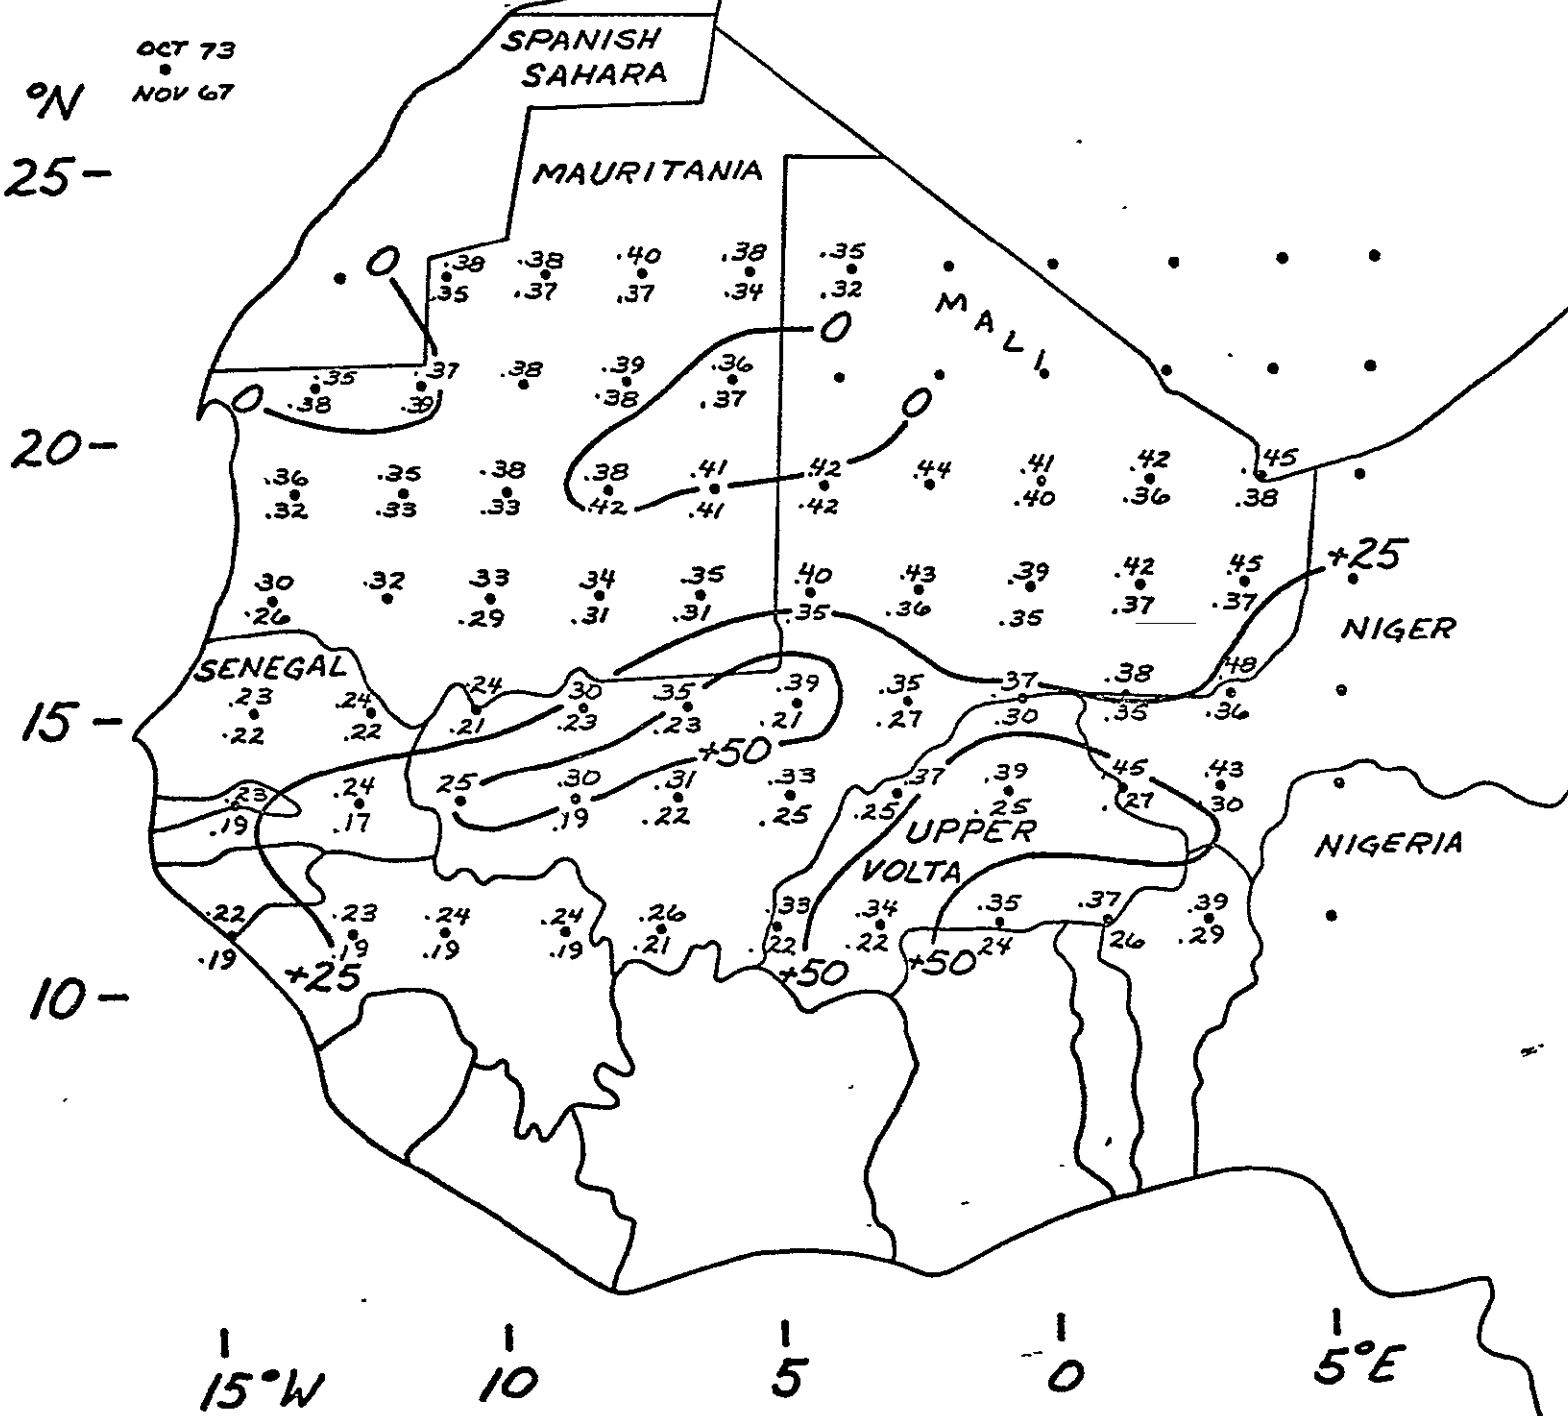 OCT 73
NOV 67
°N
SPANISH
SAHARA
25-
MAURITANIA
0
.38 .38 .40 .38 .35
.35 .37 .37 .34 .32
MALI
0
.35 .37 .38 .39 .36
0 0
.38 .39 .38 .37
20-
.36 .35 .38 .38 .41 .42 .44 .41 .42 .45
.32 .33 .33 .42 .41 .42 .40 .36 .38
+25
.30 .32 .33 .34 .35 .40 .43 .39 .42 .45
.26 .29 .31 .31 .35 .36 .35 .37 .37
NIGER
SENEGAL
.23 .24 .24 30 .35 .39 .35 .37 .38 .48
15-
.22 .22 .21 .23 .23 .21 .27 .30 .35 .36
+50
.23 .24 25 .30 .31 .33 .37 .39 .45 .43
.19 .17 .19 .22 .25 .25 .25 .27 .30
UPPER
VOLTA
NIGERIA
.22 .23 .24 .24 .26 .33 .34 .35 .37 .39
.19 .19 .19 .19 .21 .22 .22 .24 26 .29
+25 +50 +50
10-
15°W 10 5 0 5°E